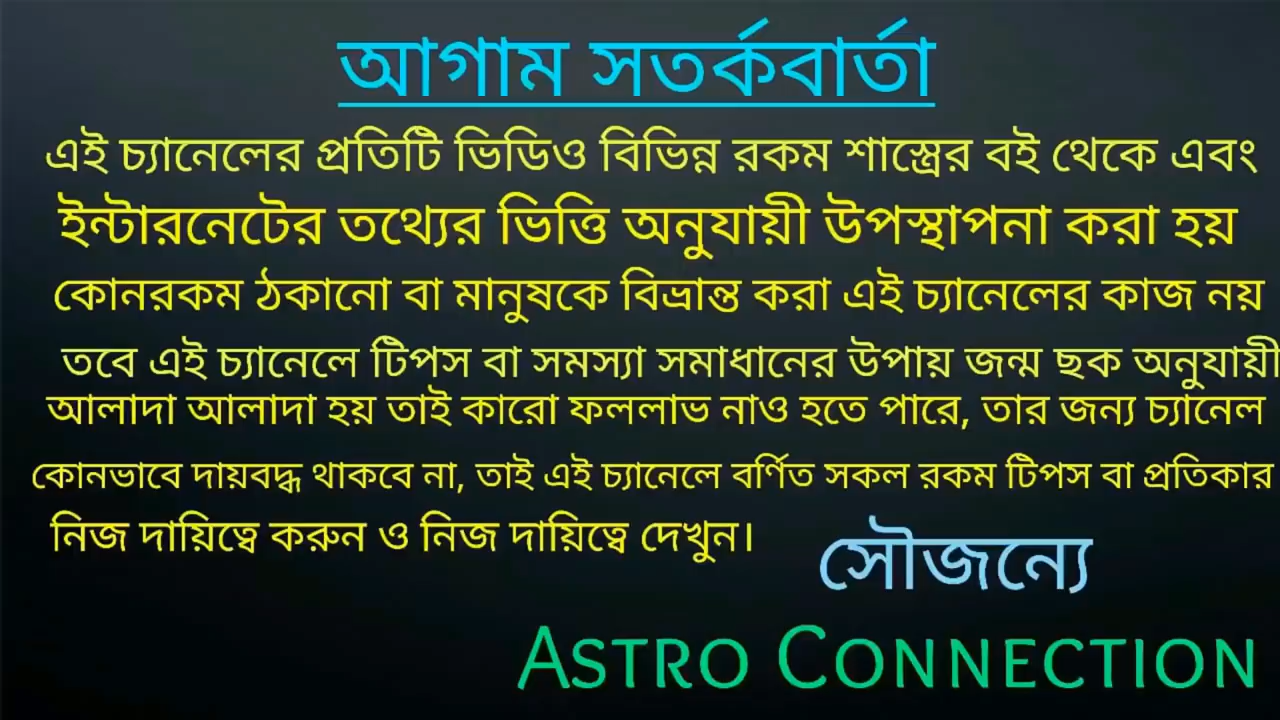 আগাম সতর্কবার্তা
এই চ্যানেলের প্রতিটি ভিডিও বিভিন্ন রকম শাস্ত্রের বই থেকে এবং
ইন্টারনেটের তথ্যের ভিত্তি অনুযায়ী উপস্থাপনা করা হয়
কোনরকম ঠকানো বা মানুষকে বিভ্রান্ত করা এই চ্যানেলের কাজ নয়
তবে এই চ্যানেলে টিপস বা সমস্যা সমাধানের উপায় জন্ম ছক অনুযায়ী
আলাদা আলাদা হয় তাই কারো ফললাভ নাও হতে পারে, তার জন্য চ্যানেল
কোনভাবে দায়বদ্ধ থাকবে না, তাই এই চ্যানেলে বর্ণিত সকল রকম টিপস বা প্রতিকার
নিজ দায়িত্বে করুন ও নিজ দায়িত্বে দেখুন।
সৌজন্যে
ASTRO CONNECTION